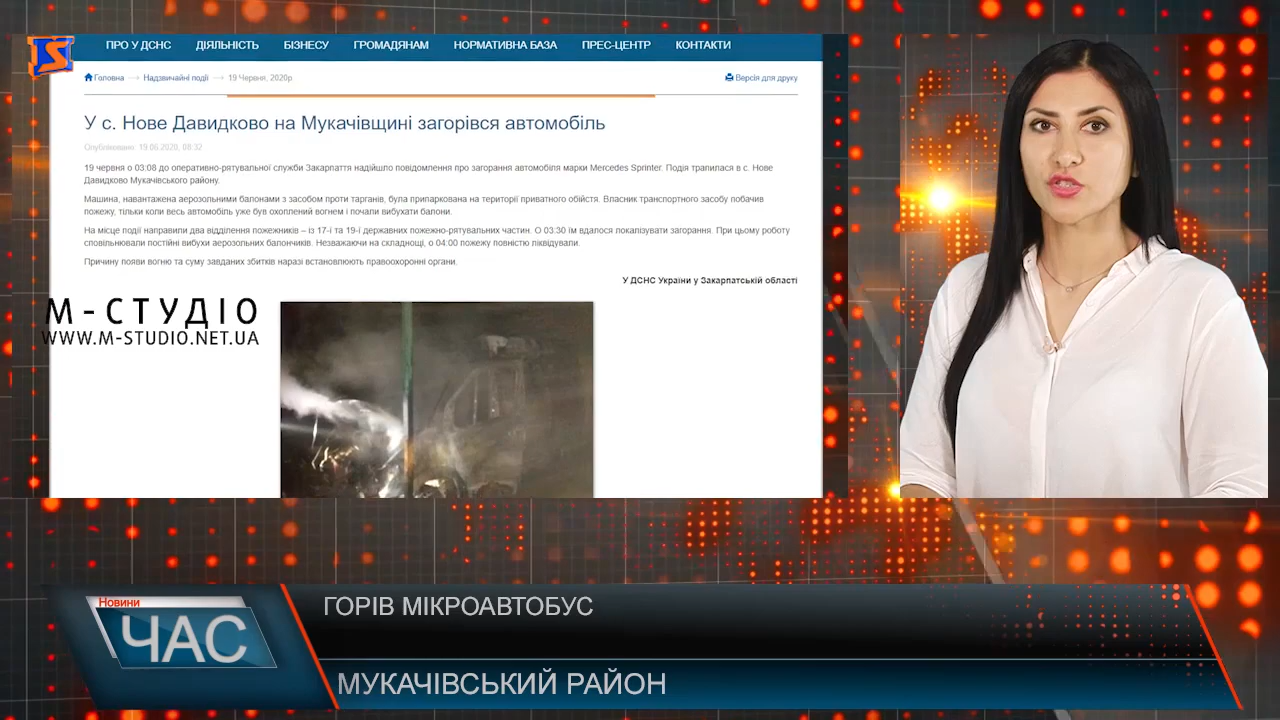 ПРО У ДСНС ДІЯЛЬНІСТЬ БІЗНЕСУ ГРОМАДЯНАМ НОРМАТИВНА БАЗА ПРЕС-ЦЕНТР КОНТАКТИ
Головна → Надзвичайні події → 19 Червня, 2020р Версія для друку
У с. Нове Давидково на Мукачівщині загорівся автомобіль
Опубліковано: 19.06.2020, 08:32
19 червня о 03:08 до оперативно-рятувальної служби Закарпаття надійшло повідомлення про загорання автомобіля марки Mercedes Sprinter. Подія трапилася в с. Нове
Давидково Мукачівського району.
Машина, навантажена аерозольними балонами з засобом проти тарганів, була припаркована на території приватного обійстя. Власник транспортного засобу побачив
пожежу, тільки коли весь автомобіль уже був охоплений вогнем і почали вибухати балони.
На місце події направили два відділення пожежників – із 17-ї та 19-ї державних пожежно-рятувальних частин. О 03:30 їм вдалося локалізувати загорання. При цьому роботу
сповільнювали постійні вибухи аерозольних балончиків. Незважаючи на складнощі, о 04:00 пожежу повністю ліквідували.
Причину появи вогню та суму завданих збитків наразі встановлюють правоохоронні органи.
У ДСНС України у Закарпатській області
М-СТУДІО
WWW.M-STUDIO.NET.UA
Новини
ЧАС
ГОРІВ МІКРОАВТОБУС
МУКАЧІВСЬКИЙ РАЙОН